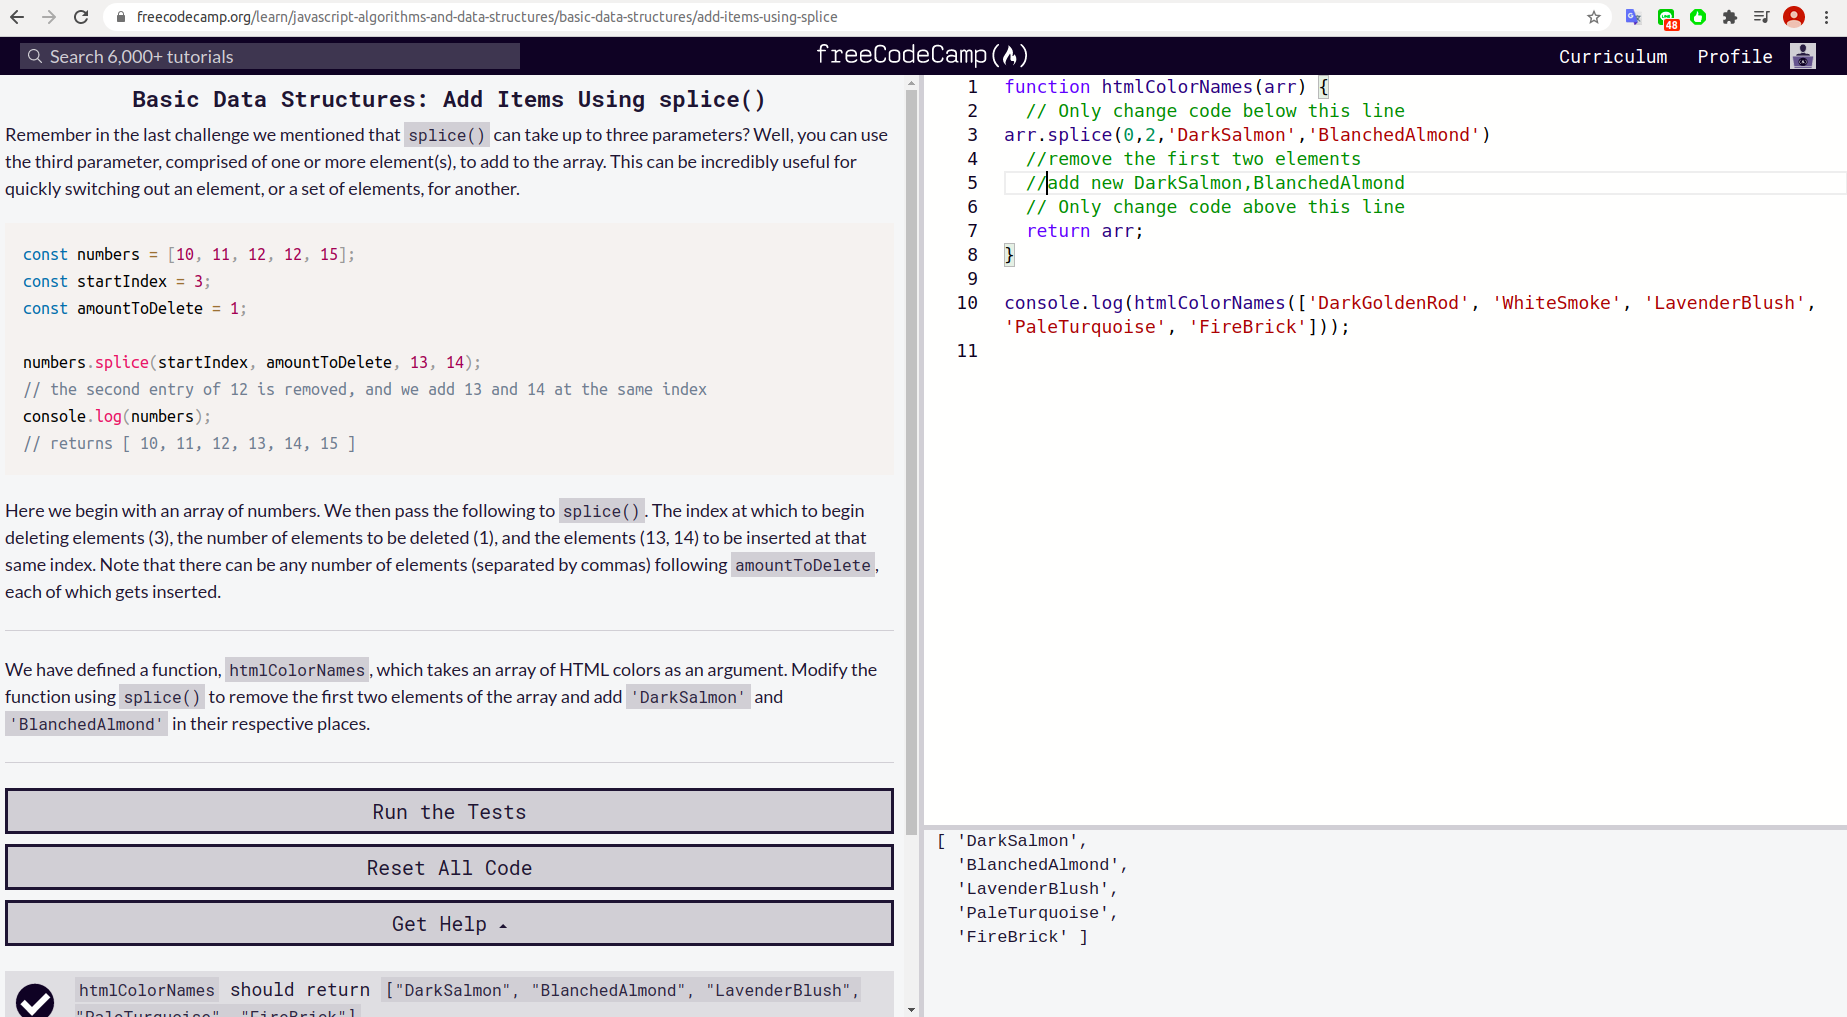 freecodecamp.org/learn/javascript-algorithms-and-data-structures/basic-data-structures/add-items-using-splice
48
Search 6,000+ tutorials
freeCodeCamp
Curriculum
Profile
Basic Data Structures: Add Items Using splice()
Remember in the last challenge we mentioned that splice() can take up to three parameters? Well, you can use
the third parameter, comprised of one or more element(s), to add to the array. This can be incredibly useful for
quickly switching out an element, or a set of elements, for another.
const numbers = [10, 11, 12, 12, 15];
const startIndex = 3;
const amountToDelete = 1;
numbers.splice(startIndex, amountToDelete, 13, 14);
// the second entry of 12 is removed, and we add 13 and 14 at the same index
console.log(numbers);
// returns [ 10, 11, 12, 13, 14, 15 ]
Here we begin with an array of numbers. We then pass the following to splice(). The index at which to begin
deleting elements (3), the number of elements to be deleted (1), and the elements (13, 14) to be inserted at that
same index. Note that there can be any number of elements (separated by commas) following amountToDelete,
each of which gets inserted.
We have defined a function, htmlColorNames, which takes an array of HTML colors as an argument. Modify the
function using splice() to remove the first two elements of the array and add 'DarkSalmon' and
'BlanchedAlmond' in their respective places.
Run the Tests
Reset All Code
Get Help
htmlColorNames should return ["DarkSalmon", "BlanchedAlmond", "LavenderBlush",
"PaleTurquoise", "FireBrick"]
1 function htmlColorNames(arr) {
2 // Only change code below this line
3 arr.splice(0,2,'DarkSalmon','BlanchedAlmond')
4 //remove the first two elements
5 //add new DarkSalmon,BlanchedAlmond
6 // Only change code above this line
7 return arr;
8 }
9
10 console.log(htmlColorNames(['DarkGoldenRod', 'WhiteSmoke', 'LavenderBlush',
'PaleTurquoise', 'FireBrick']));
11
[ 'DarkSalmon',
'BlanchedAlmond',
'LavenderBlush',
'PaleTurquoise',
'FireBrick' ]